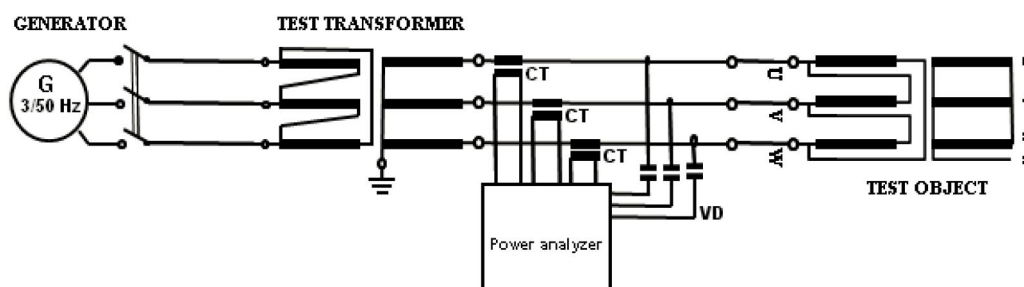 GENERATOR
TEST TRANSFORMER
G
3/50 Hz
CT
CT
CT
U
V
W
VD
Power analyzer
TEST OBJECT